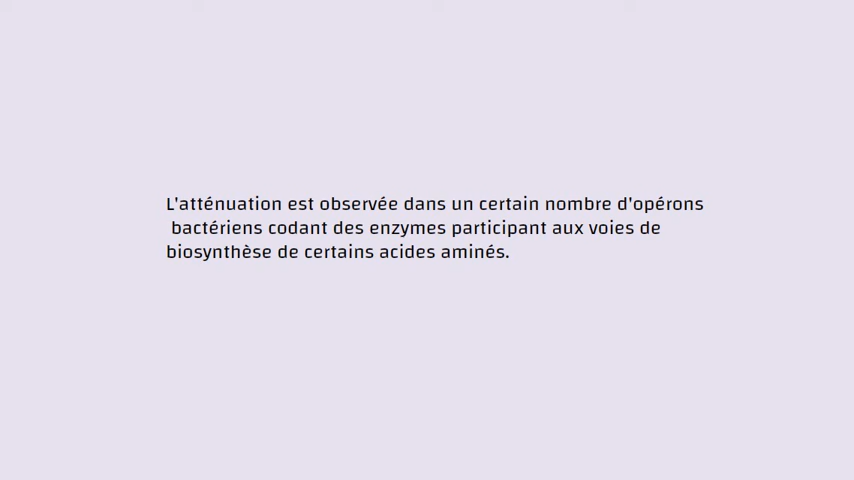 L'atténuation est observée dans un certain nombre d'opérons
bactériens codant des enzymes participant aux voies de
biosynthèse de certains acides aminés.